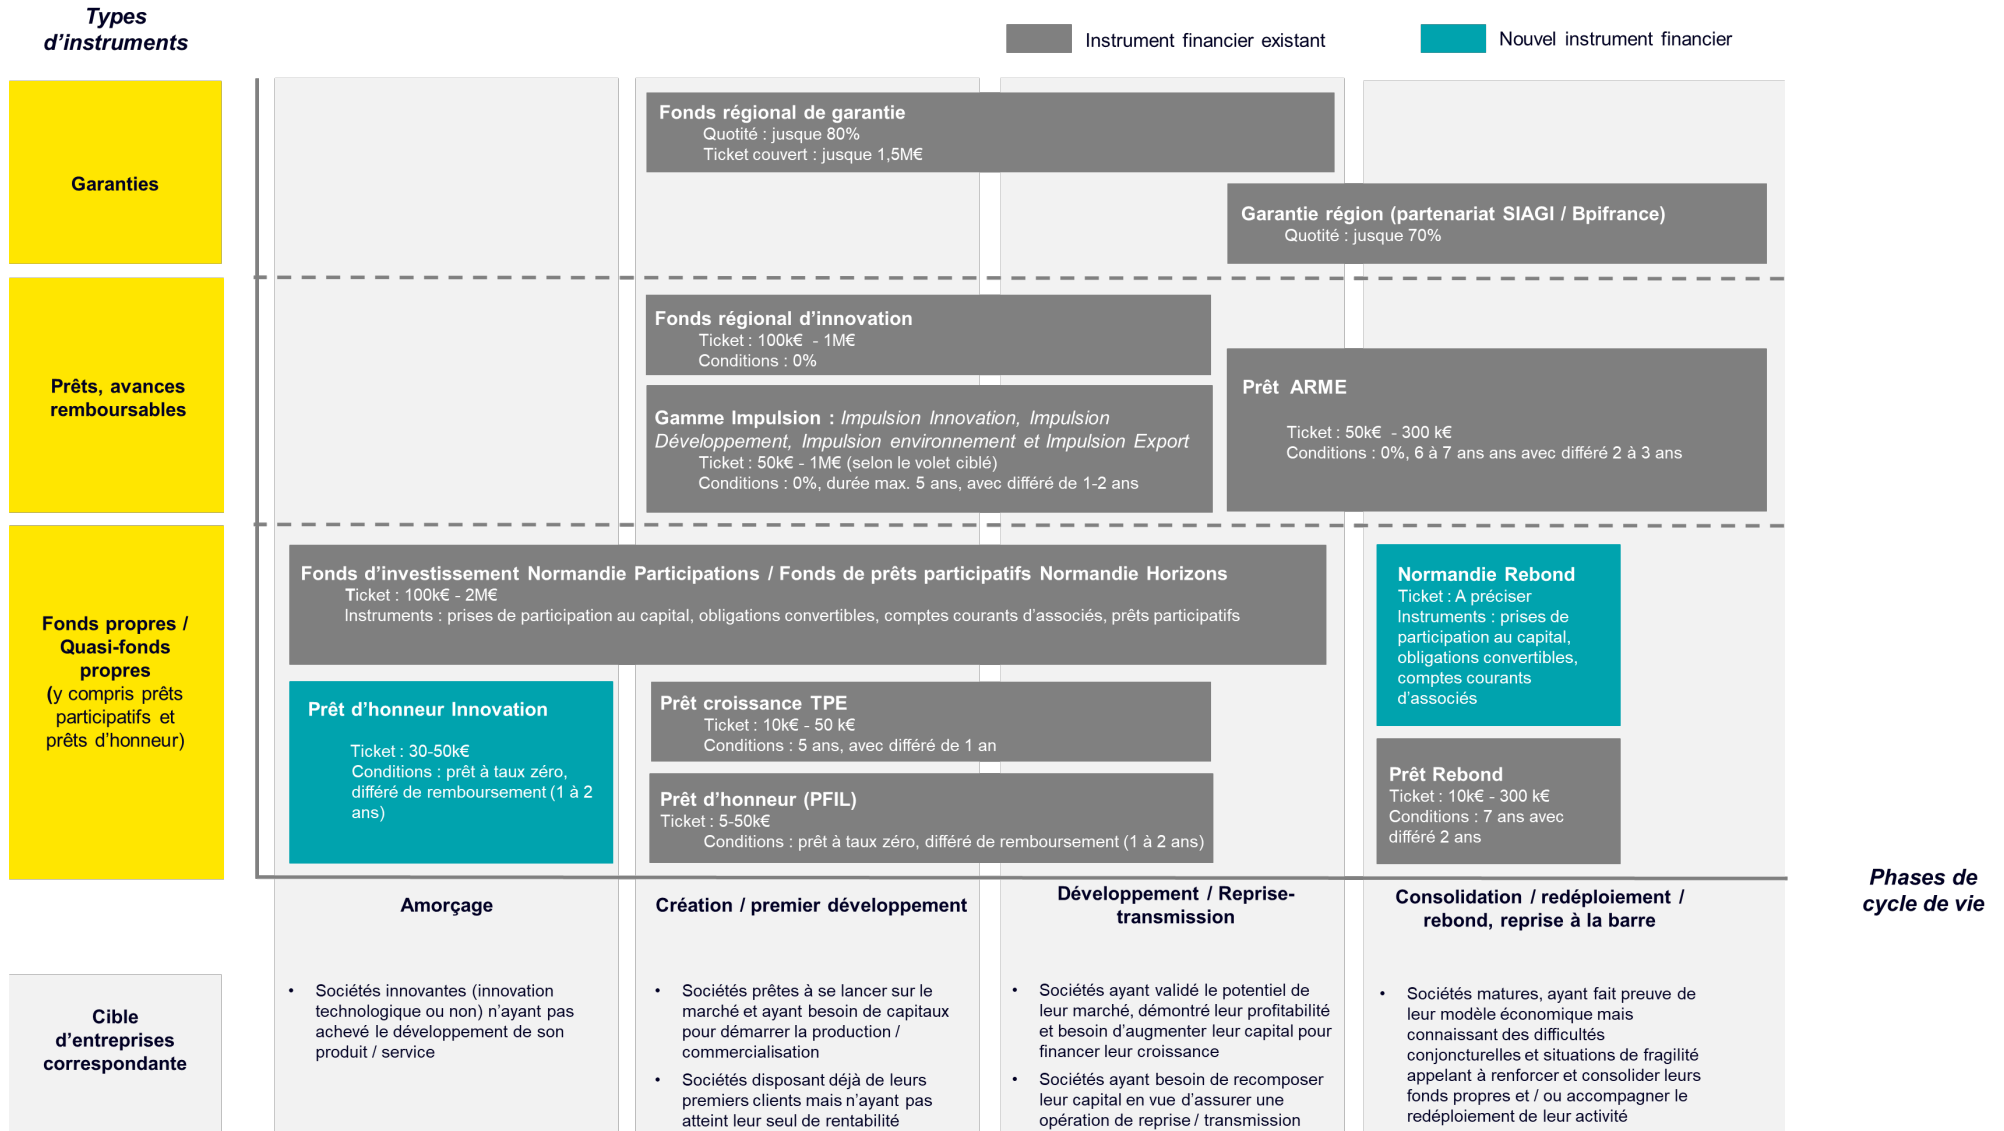 Types
d’instruments
Instrument financier existant
Nouvel instrument financier
Garanties
Fonds régional de garantie
Quotité : jusque 80%
Ticket couvert : jusque 1,5M€
Garantie région (partenariat SIAGI / Bpifrance)
Quotité : jusque 70%
Prêts, avances
remboursables
Fonds régional d’innovation
Ticket : 100k€ - 1M€
Conditions : 0%
Gamme Impulsion : Impulsion Innovation, Impulsion
Développement, Impulsion environnement et Impulsion Export
Ticket : 50k€ - 1M€ (selon le volet ciblé)
Conditions : 0%, durée max. 5 ans, avec différé de 1-2 ans
Prêt ARME
Ticket : 50k€ - 300 k€
Conditions : 0%, 6 à 7 ans ans avec différé 2 à 3 ans
Fonds propres /
Quasi-fonds
propres
(y compris prêts
participatifs et
prêts d’honneur)
Fonds d’investissement Normandie Participations / Fonds de prêts participatifs Normandie Horizons
Ticket : 100k€ - 2M€
Instruments : prises de participation au capital, obligations convertibles, comptes courants d’associés, prêts participatifs
Normandie Rebond
Ticket : A préciser
Instruments : prises de
participation au capital,
obligations convertibles,
comptes courants
d’associés
Prêt d’honneur Innovation
Ticket : 30-50k€
Conditions : prêt à taux zéro,
différé de remboursement (1 à 2
ans)
Prêt croissance TPE
Ticket : 10k€ - 50 k€
Conditions : 5 ans, avec différé de 1 an
Prêt d’honneur (PFIL)
Ticket : 5-50k€
Conditions : prêt à taux zéro, différé de remboursement (1 à 2 ans)
Prêt Rebond
Ticket : 10k€ - 300 k€
Conditions : 7 ans avec
différé 2 ans
Phases de
cycle de vie
Amorçage
Création / premier développement
Développement / Reprise-
transmission
Consolidation / redéploiement /
rebond, reprise à la barre
Cible
d’entreprises
correspondante
• Sociétés innovantes (innovation
technologique ou non) n’ayant pas
achevé le développement de son
produit / service
• Sociétés prêtes à se lancer sur le
marché et ayant besoin de capitaux
pour démarrer la production /
commercialisation
• Sociétés disposant déjà de leurs
premiers clients mais n’ayant pas
atteint leur seul de rentabilité
• Sociétés ayant validé le potentiel de
leur marché, démontré leur profitabilité
et besoin d’augmenter leur capital pour
financer leur croissance
• Sociétés ayant besoin de recomposer
leur capital en vue d’assurer une
opération de reprise / transmission
• Sociétés matures, ayant fait preuve de
leur modèle économique mais
connaissant des difficultés
conjoncturelles et situations de fragilité
appelant à renforcer et consolider leurs
fonds propres et / ou accompagner le
redéploiement de leur activité